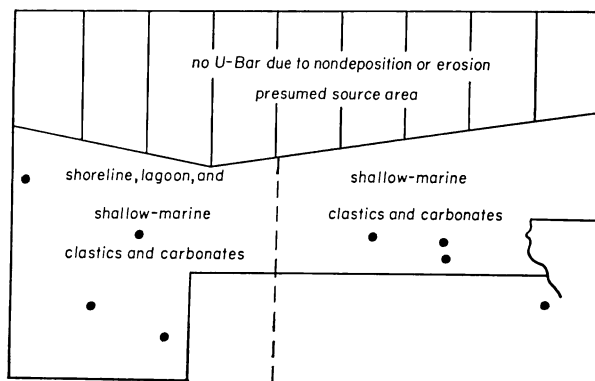 no U-Bar due to nondeposition or erosion
presumed source area
shoreline, lagoon, and
shallow-marine
clastics and carbonates
shallow-marine
clastics and carbonates